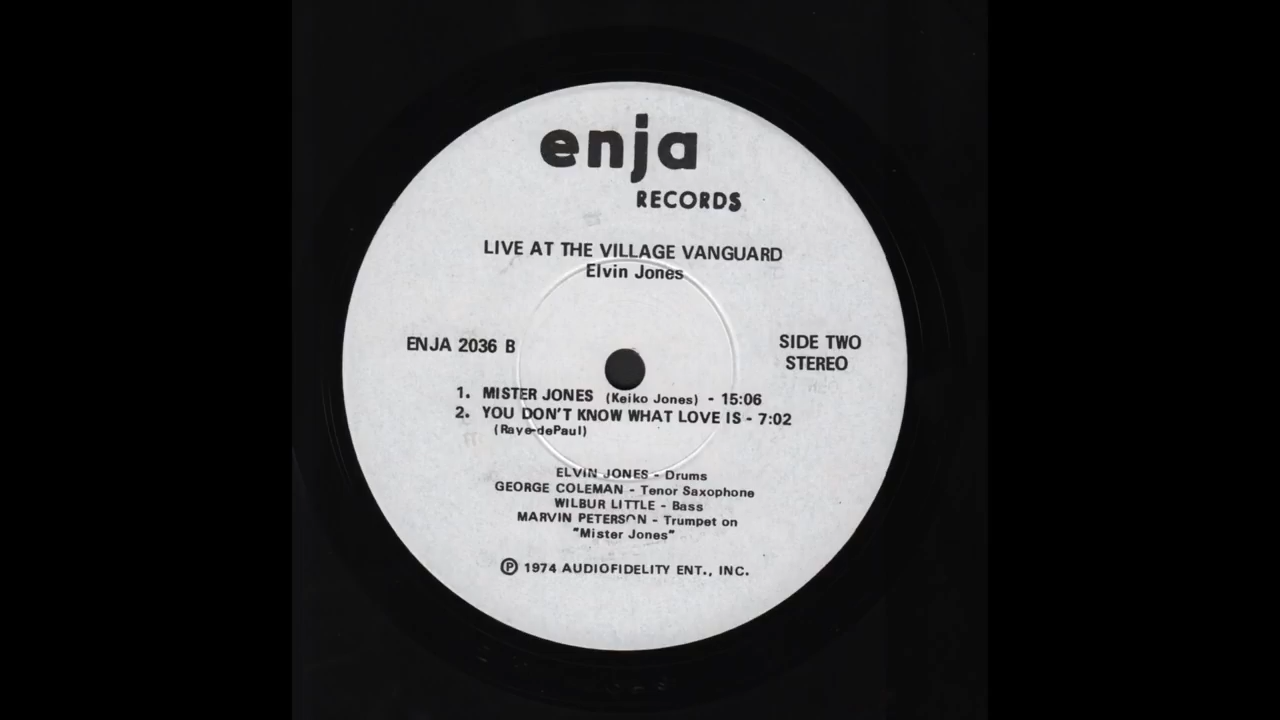 enja
RECORDS
LIVE AT THE VILLAGE VANGUARD
Elvin Jones
ENJA 2036 B
SIDE TWO
STEREO
1. MISTER JONES (Keiko Jones) - 15:06
2. YOU DON'T KNOW WHAT LOVE IS - 7:02
(Raye-dePaul)
ELVIN JONES - Drums
GEORGE COLEMAN - Tenor Saxophone
WILBUR LITTLE - Bass
MARVIN PETERSON - Trumpet on
"Mister Jones"
Ⓟ 1974 AUDIOFIDELITY ENT., INC.